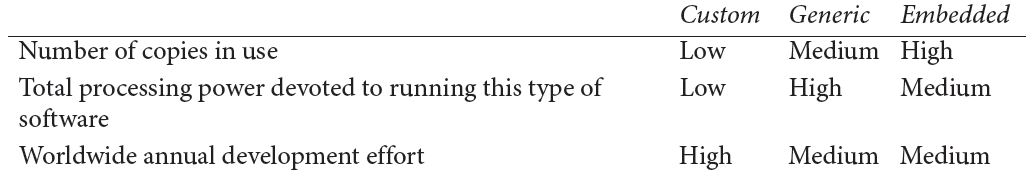 Custom Generic Embedded
Number of copies in use Low Medium High
Total processing power devoted to running this type of Low High Medium
software
Worldwide annual development effort High Medium Medium